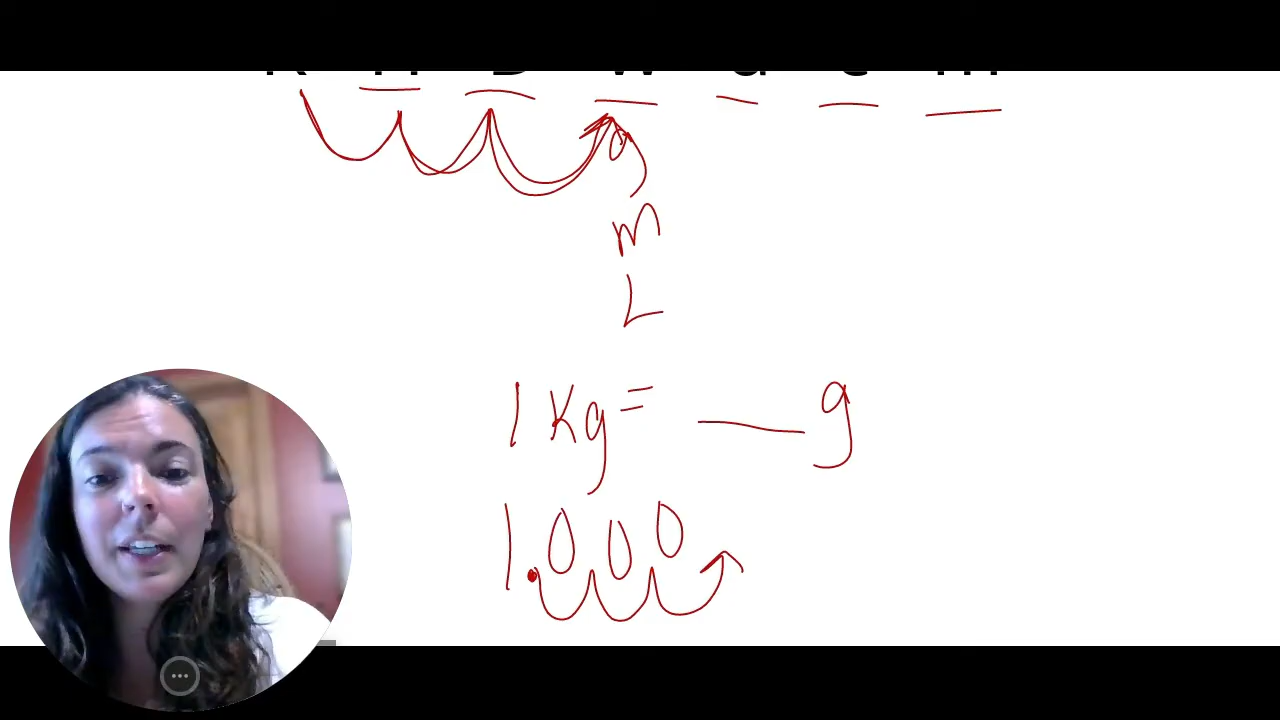 K H D W d c m
g
m
L
1 Kg = ___ g
1.000